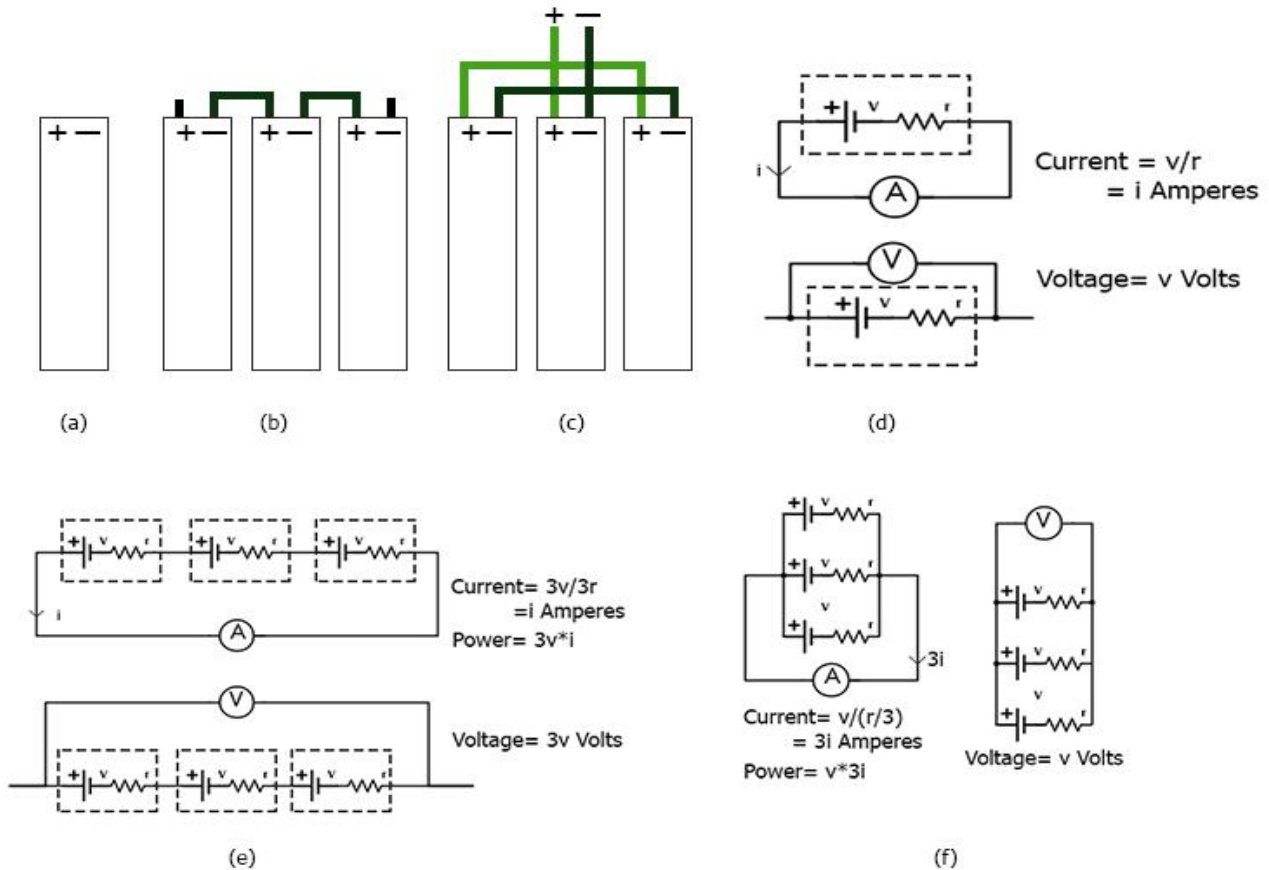 + −
+ − + − + − + − + − + − + −
+ v r
i
A
Current = v/r
= i Amperes
V
Voltage= v Volts
+ v r
(a)
(b)
(c)
(d)
+ v r + v r + v r
i
A
Current= 3v/3r
=i Amperes
Power= 3v*i
V
Voltage= 3v Volts
+ v r + v r + v r
(e)
+ v r
+ v r
+ v r
A
3i
Current= v/(r/3)
= 3i Amperes
Power= v*3i
V
+ v r
+ v r
+ v r
Voltage= v Volts
(f)